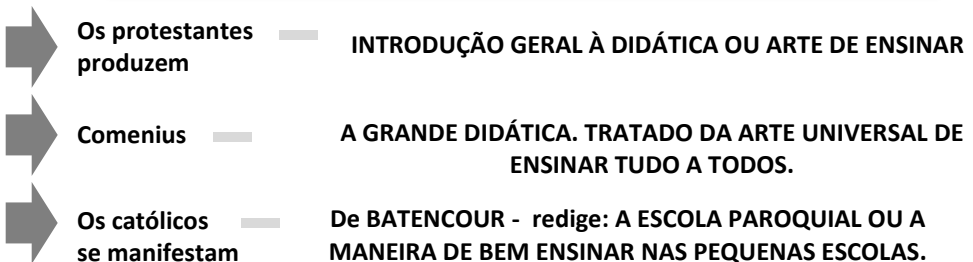 Os protestantes
produzem
INTRODUÇÃO GERAL À DIDÁTICA OU ARTE DE ENSINAR
Comenius
A GRANDE DIDÁTICA. TRATADO DA ARTE UNIVERSAL DE
ENSINAR TUDO A TODOS.
Os católicos
se manifestam
De BATENCOUR - redige: A ESCOLA PAROQUIAL OU A
MANEIRA DE BEM ENSINAR NAS PEQUENAS ESCOLAS.